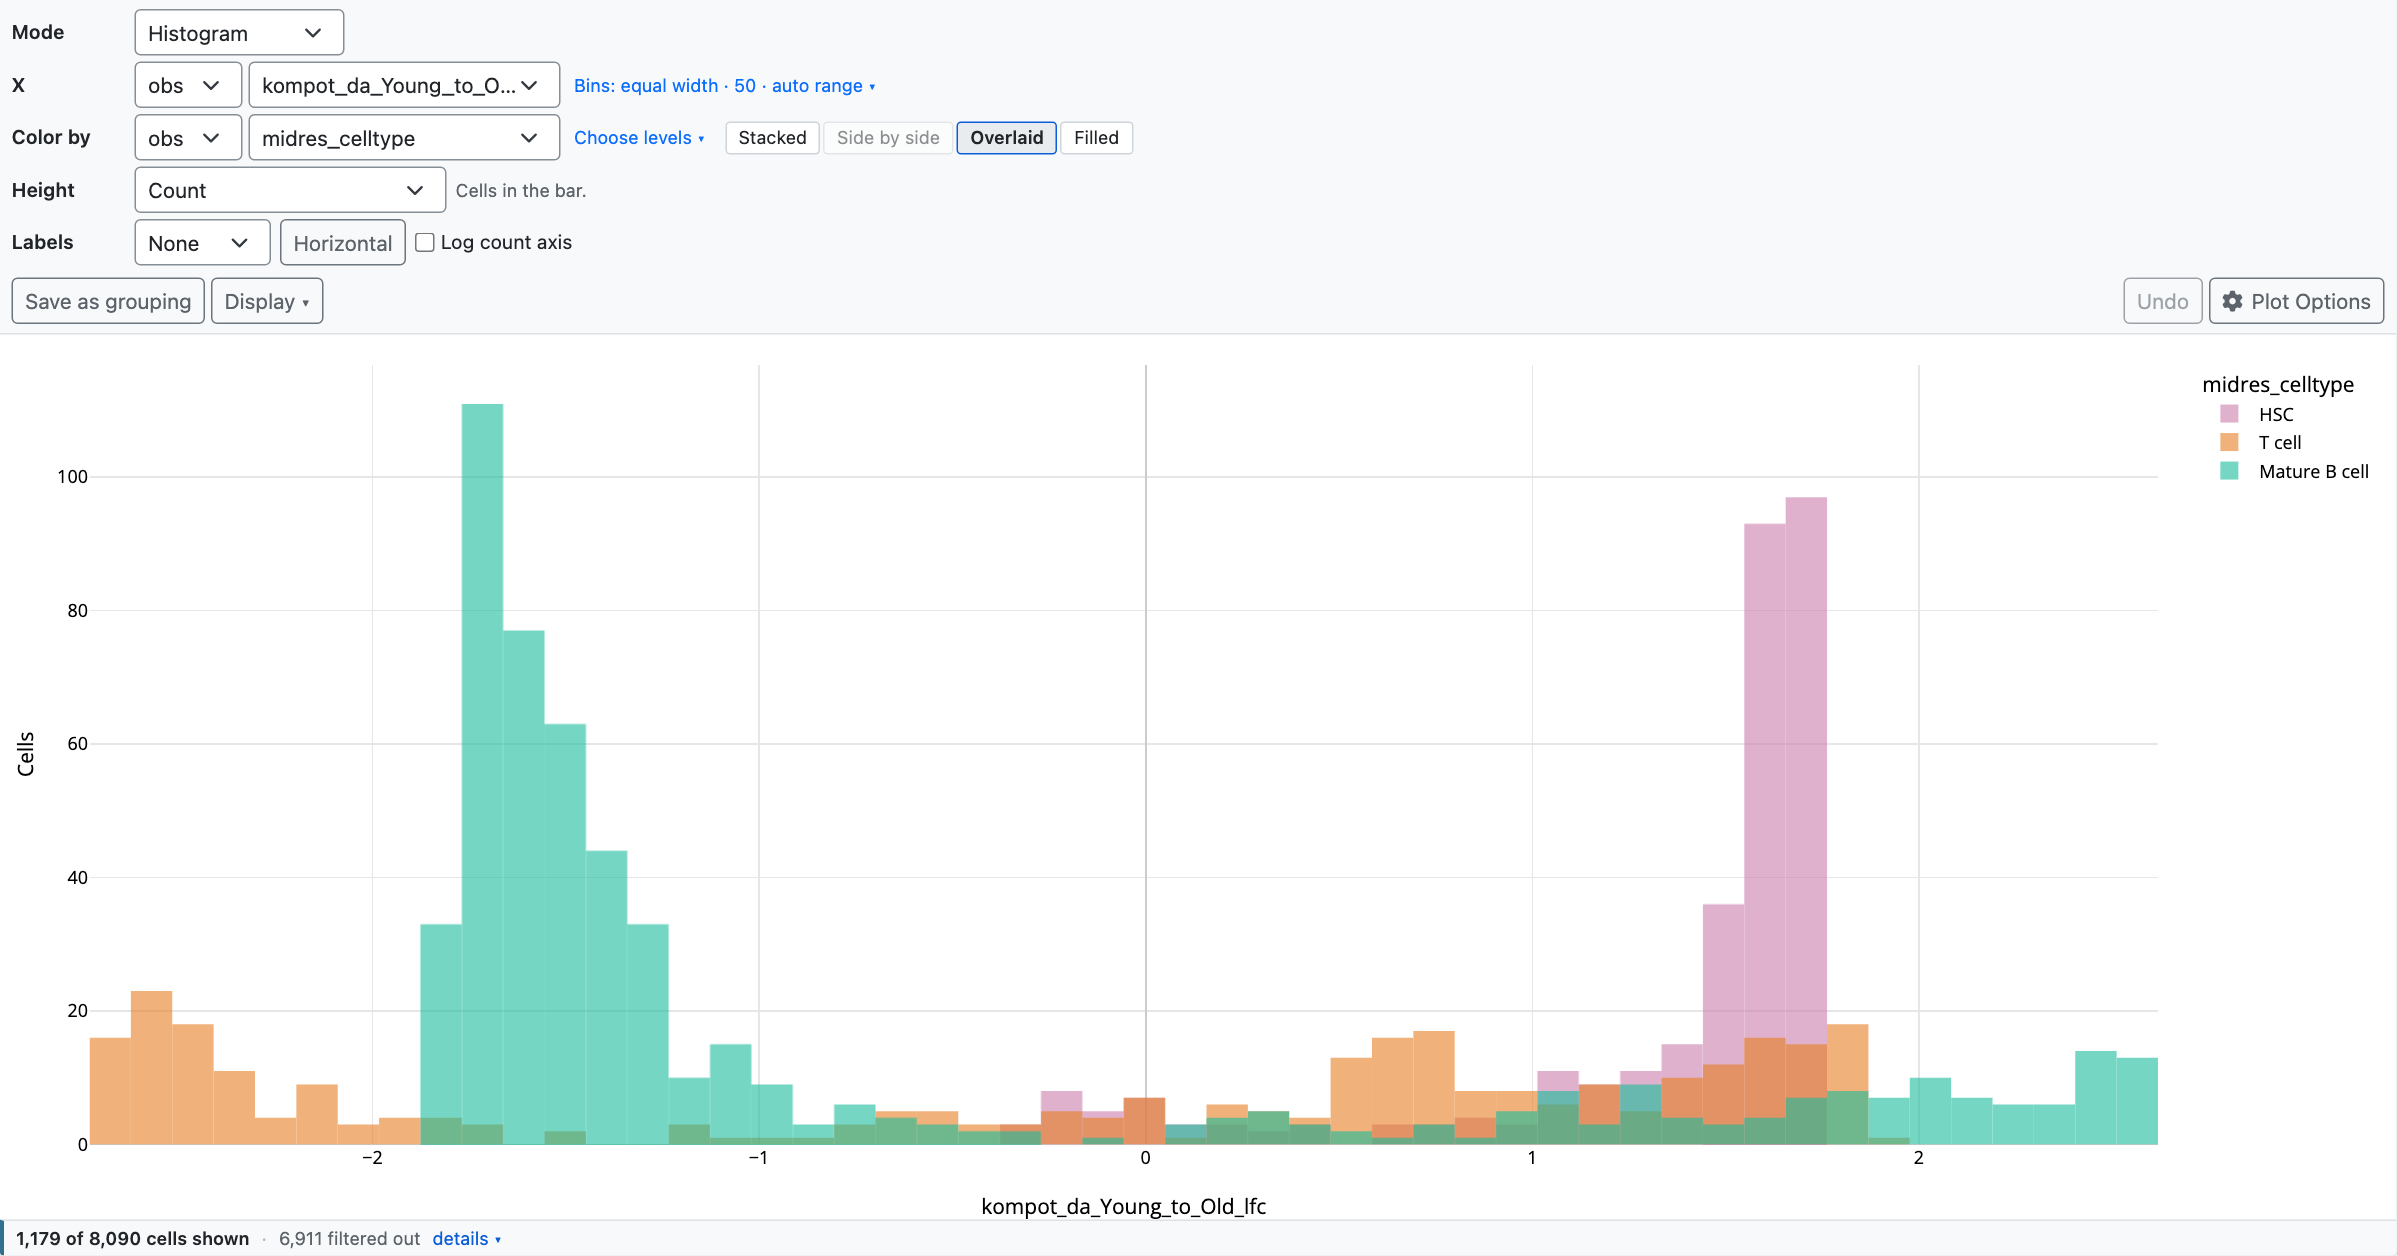 Mode Histogram
X obs kompot_da_Young_to_O... Bins: equal width · 50 · auto range ▾
Color by obs midres_celltype Choose levels ▾ Stacked Side by side Overlaid Filled
Height Count Cells in the bar.
Labels None Horizontal Log count axis
Save as grouping Display ▾ Undo Plot Options
midres_celltype
HSC
T cell
Mature B cell
100
80
60
40
20
0
Cells
−2 −1 0 1 2
kompot_da_Young_to_Old_lfc
1,179 of 8,090 cells shown · 6,911 filtered out details ▾